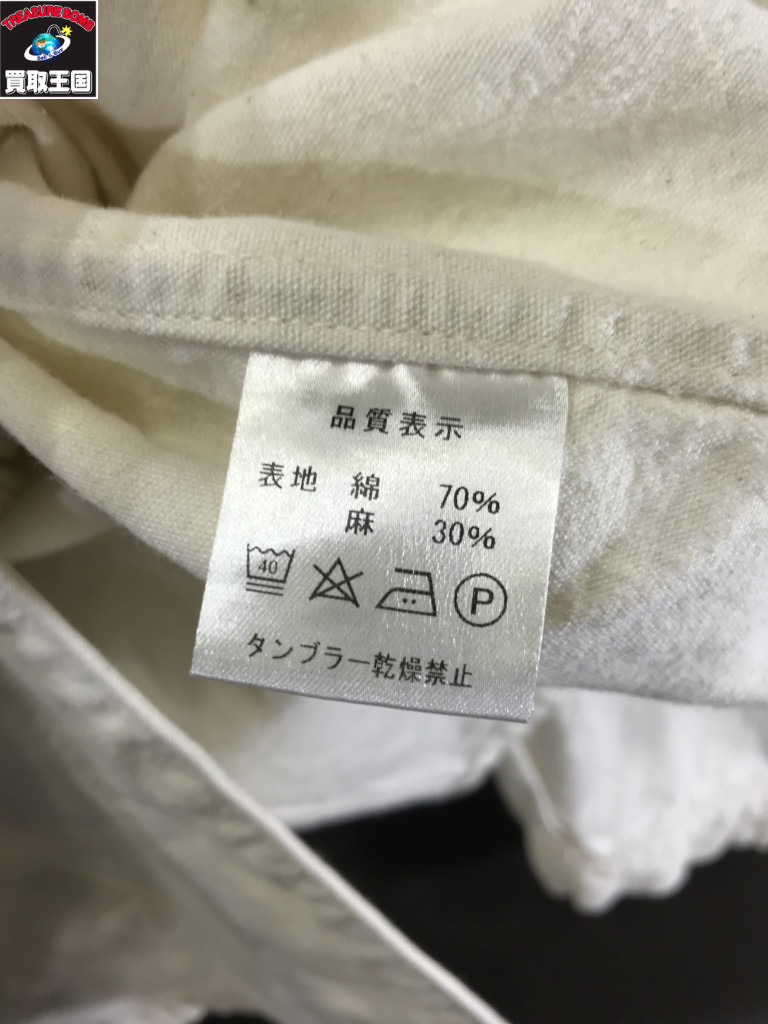 TREASURE BOMB
買取王国
品質表示
表地 綿 70%
麻 30%
40
P
タンブラー乾燥禁止